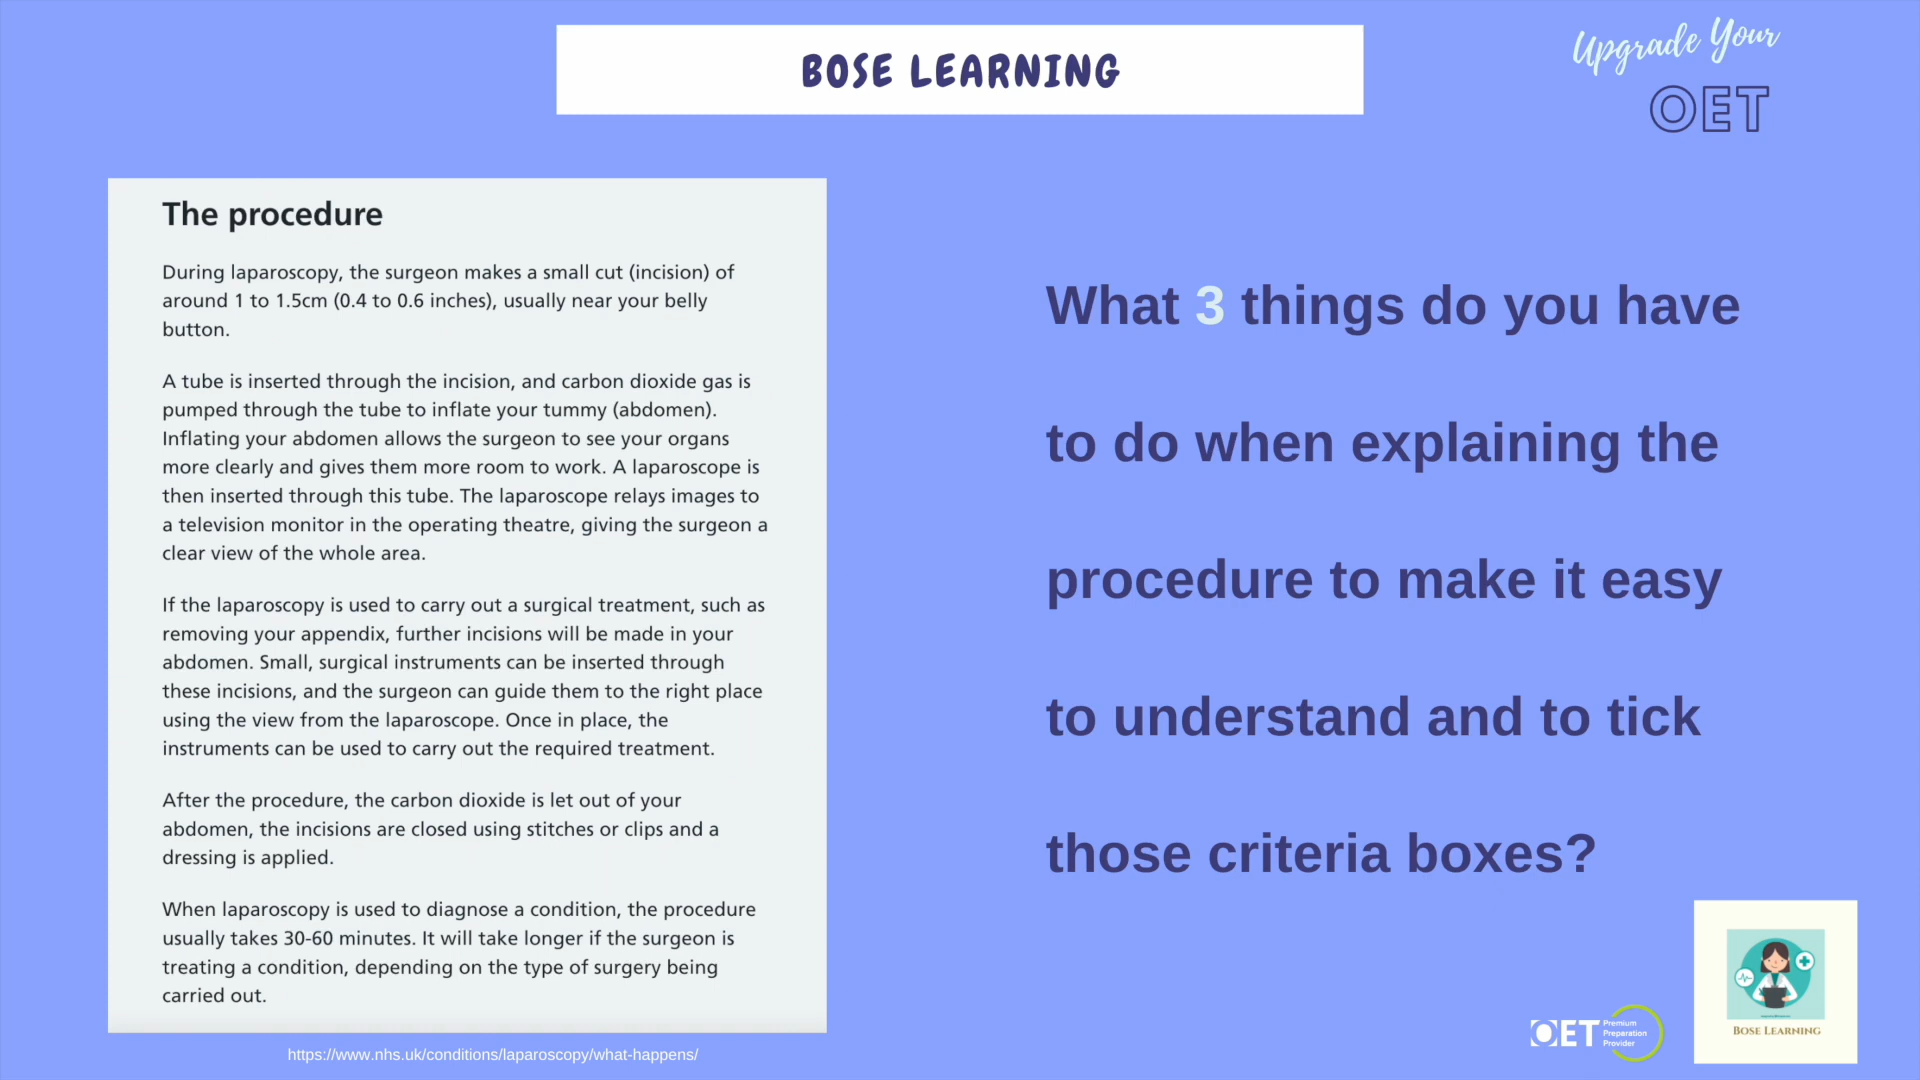 BOSE LEARNING
Upgrade Your
OET
The procedure
During laparoscopy, the surgeon makes a small cut (incision) of
around 1 to 1.5cm (0.4 to 0.6 inches), usually near your belly
button.
A tube is inserted through the incision, and carbon dioxide gas is
pumped through the tube to inflate your tummy (abdomen).
Inflating your abdomen allows the surgeon to see your organs
more clearly and gives them more room to work. A laparoscope is
then inserted through this tube. The laparoscope relays images to
a television monitor in the operating theatre, giving the surgeon a
clear view of the whole area.
If the laparoscopy is used to carry out a surgical treatment, such as
removing your appendix, further incisions will be made in your
abdomen. Small, surgical instruments can be inserted through
these incisions, and the surgeon can guide them to the right place
using the view from the laparoscope. Once in place, the
instruments can be used to carry out the required treatment.
After the procedure, the carbon dioxide is let out of your
abdomen, the incisions are closed using stitches or clips and a
dressing is applied.
When laparoscopy is used to diagnose a condition, the procedure
usually takes 30-60 minutes. It will take longer if the surgeon is
treating a condition, depending on the type of surgery being
carried out.
https://www.nhs.uk/conditions/laparoscopy/what-happens/
What 3 things do you have
to do when explaining the
procedure to make it easy
to understand and to tick
those criteria boxes?
OET
Premium
Preparation
Provider
BOSE LEARNING